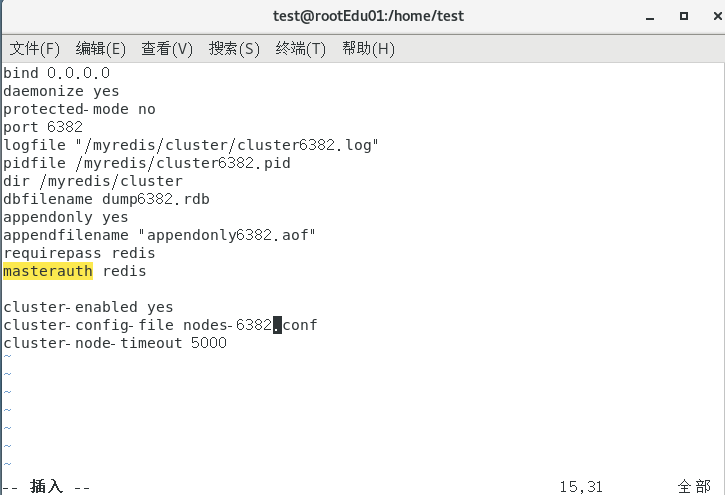 test@rootEdu01:/home/test
文件(F) 编辑(E) 查看(V) 搜索(S) 终端(T) 帮助(H)
bind 0.0.0.0
daemonize yes
protected-mode no
port 6382
logfile "/myredis/cluster/cluster6382.log"
pidfile /myredis/cluster6382.pid
dir /myredis/cluster
dbfilename dump6382.rdb
appendonly yes
appendfilename "appendonly6382.aof"
requirepass redis
masterauth redis
cluster-enabled yes
cluster-config-file nodes-6382.conf
cluster-node-timeout 5000
~
~
~
~
~
~
~
-- 插入 -- 15,31 全部